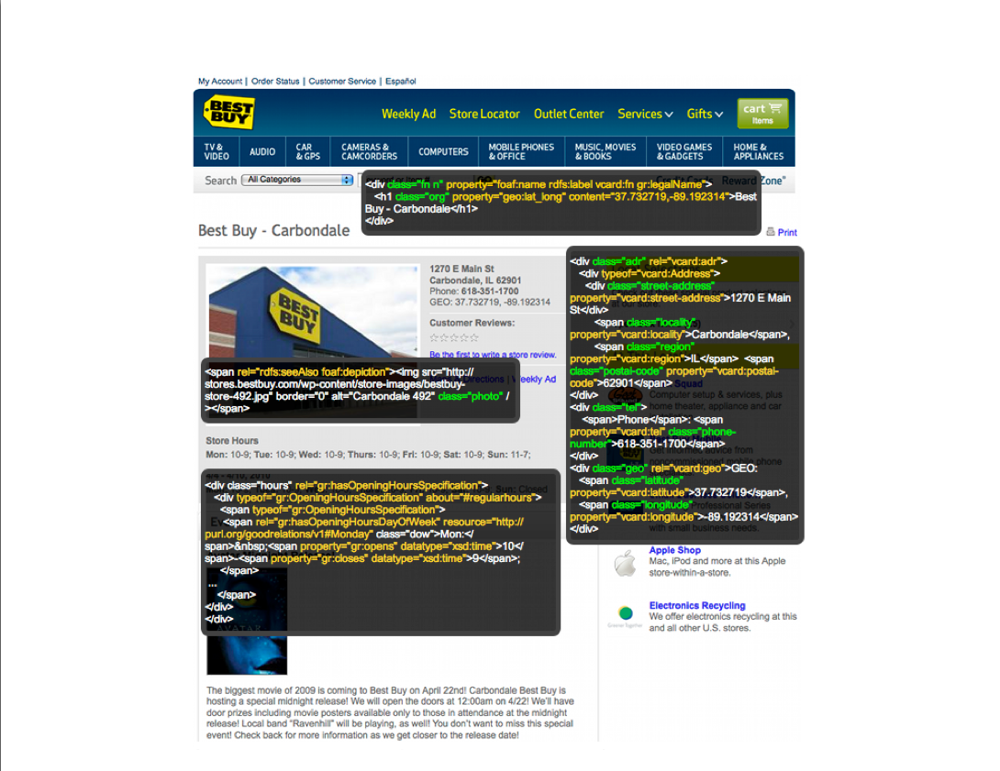 My Account | Order Status | Customer Service | Español
BEST BUY
Weekly Ad Store Locator Outlet Center Services Gifts
cart
Items
TV & VIDEO
AUDIO
CAR & GPS
CAMERAS & CAMCORDERS
COMPUTERS
MOBILE PHONES & OFFICE
MUSIC, MOVIES & BOOKS
VIDEO GAMES & GADGETS
HOME & APPLIANCES
Search All Categories
Credit Cards Reward Zone®
<div class="fn n" property="foaf:name rdfs:label vcard:fn gr:legalName">
<h1 class="org" property="geo:lat_long" content="37.732719,-89.192314">Best
Buy - Carbondale</h1>
</div>
Best Buy - Carbondale
Print
BEST BUY
1270 E Main St
Carbondale, IL 62901
Phone: 618-351-1700
GEO: 37.732719, -89.192314
Customer Reviews:
Be the first to write a store review.
Directions | Weekly Ad
<span rel="rdfs:seeAlso foaf:depiction"><img src="http://
stores.bestbuy.com/wp-content/store-images/bestbuy-
store-492.jpg" border="0" alt="Carbondale 492" class="photo" /
></span>
<div class="adr" rel="vcard:adr">
<div typeof="vcard:Address">
<div class="street-address"
property="vcard:street-address">1270 E Main
St</div>
<span class="locality"
property="vcard:locality">Carbondale</span>,
<span class="region"
property="vcard:region">IL</span> <span
class="postal-code" property="vcard:postal-
code">62901</span>
</div>
<div class="tel">
<span>Phone</span>: <span
property="vcard:tel" class="phone-
number">618-351-1700</span>
</div>
<div class="geo" rel="vcard:geo">GEO:
<span class="latitude"
property="vcard:latitude">37.732719</span>,
<span class="longitude"
property="vcard:longitude">-89.192314</span>
</div>
Squad
Computer setup & services, plus
home theater, appliance and car
Get informed advice from
noncommissioned mobile phone
Professional Series
with small business needs.
Store Hours
Mon: 10-9; Tue: 10-9; Wed: 10-9; Thurs: 10-9; Fri: 10-9; Sat: 10-9; Sun: 11-7;
Sun: Closed
<div class="hours" rel="gr:hasOpeningHoursSpecification">
<div typeof="gr:OpeningHoursSpecification" about="#regularhours">
<span typeof="gr:OpeningHoursSpecification">
<span rel="gr:hasOpeningHoursDayOfWeek" resource="http://
purl.org/goodrelations/v1#Monday" class="dow">Mon:</
span>&nbsp;<span property="gr:opens" datatype="xsd:time">10</
span>-<span property="gr:closes" datatype="xsd:time">9</span>;
</span>
...
</span>
</div>
</div>
AVATAR
Apple Shop
Mac, iPod and more at this Apple
store-within-a-store.
Electronics Recycling
We offer electronics recycling at this
and all other U.S. stores.
The biggest movie of 2009 is coming to Best Buy on April 22nd! Carbondale Best Buy is
hosting a special midnight release! We will open the doors at 12:00am on 4/22! We'll have
door prizes including movie posters available only to those in attendance at the midnight
release! Local band "Ravenhill" will be playing, as well! You don't want to miss this special
event! Check back for more information as we get closer to the release date!